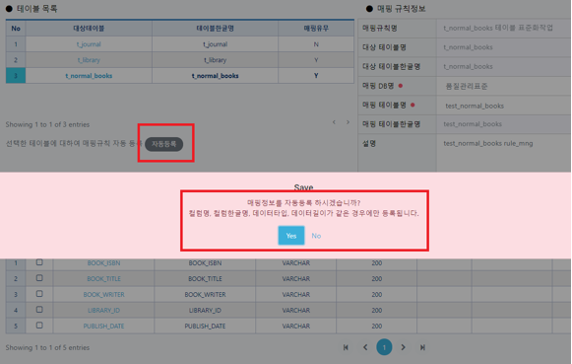 ● 테이블 목록
No 대상테이블 테이블한글명 매핑유무
1 t_journal t_journal N
2 t_library t_library Y
3 t_normal_books t_normal_books Y
Showing 1 to 1 of 3 entries
선택한 테이블에 대하여 매핑규칙 자동 등록 자동등록
● 매핑 규칙정보
매핑규칙명 t_normal_books 테이블 표준화작업
대상 테이블명 t_normal_books
대상 테이블한글명 t_normal_books
매핑 DB명 품질관리표준
매핑 테이블명 test_normal_books
매핑 테이블한글명 test_normal_books
설명 test_normal_books rule_mng
Save
매핑정보를 자동등록 하시겠습니까?
컬럼명, 컬럼한글명, 데이터타입, 데이터길이가 같은 경우에만 등록됩니다.
Yes No
1 BOOK_ISBN BOOK_ISBN VARCHAR 200
2 BOOK_TITLE BOOK_TITLE VARCHAR 200
3 BOOK_WRITER BOOK_WRITER VARCHAR 200
4 LIBRARY_ID LIBRARY_ID VARCHAR 200
5 PUBLISH_DATE PUBLISH_DATE VARCHAR 200
Showing 1 to 1 of 5 entries
1